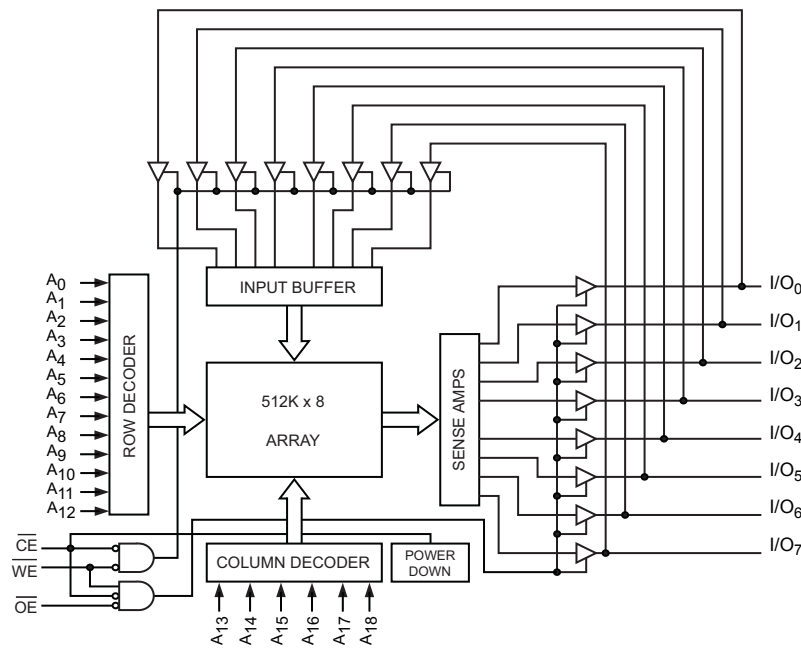 INPUT BUFFER
A0
A1
A2
A3
A4
A5
A6
A7
A8
A9
A10
A11
A12
ROW DECODER
512K x 8
ARRAY
SENSE AMPS
I/O0
I/O1
I/O2
I/O3
I/O4
I/O5
I/O6
I/O7
CE
WE
OE
COLUMN DECODER
POWER
DOWN
A13
A14
A15
A16
A17
A18